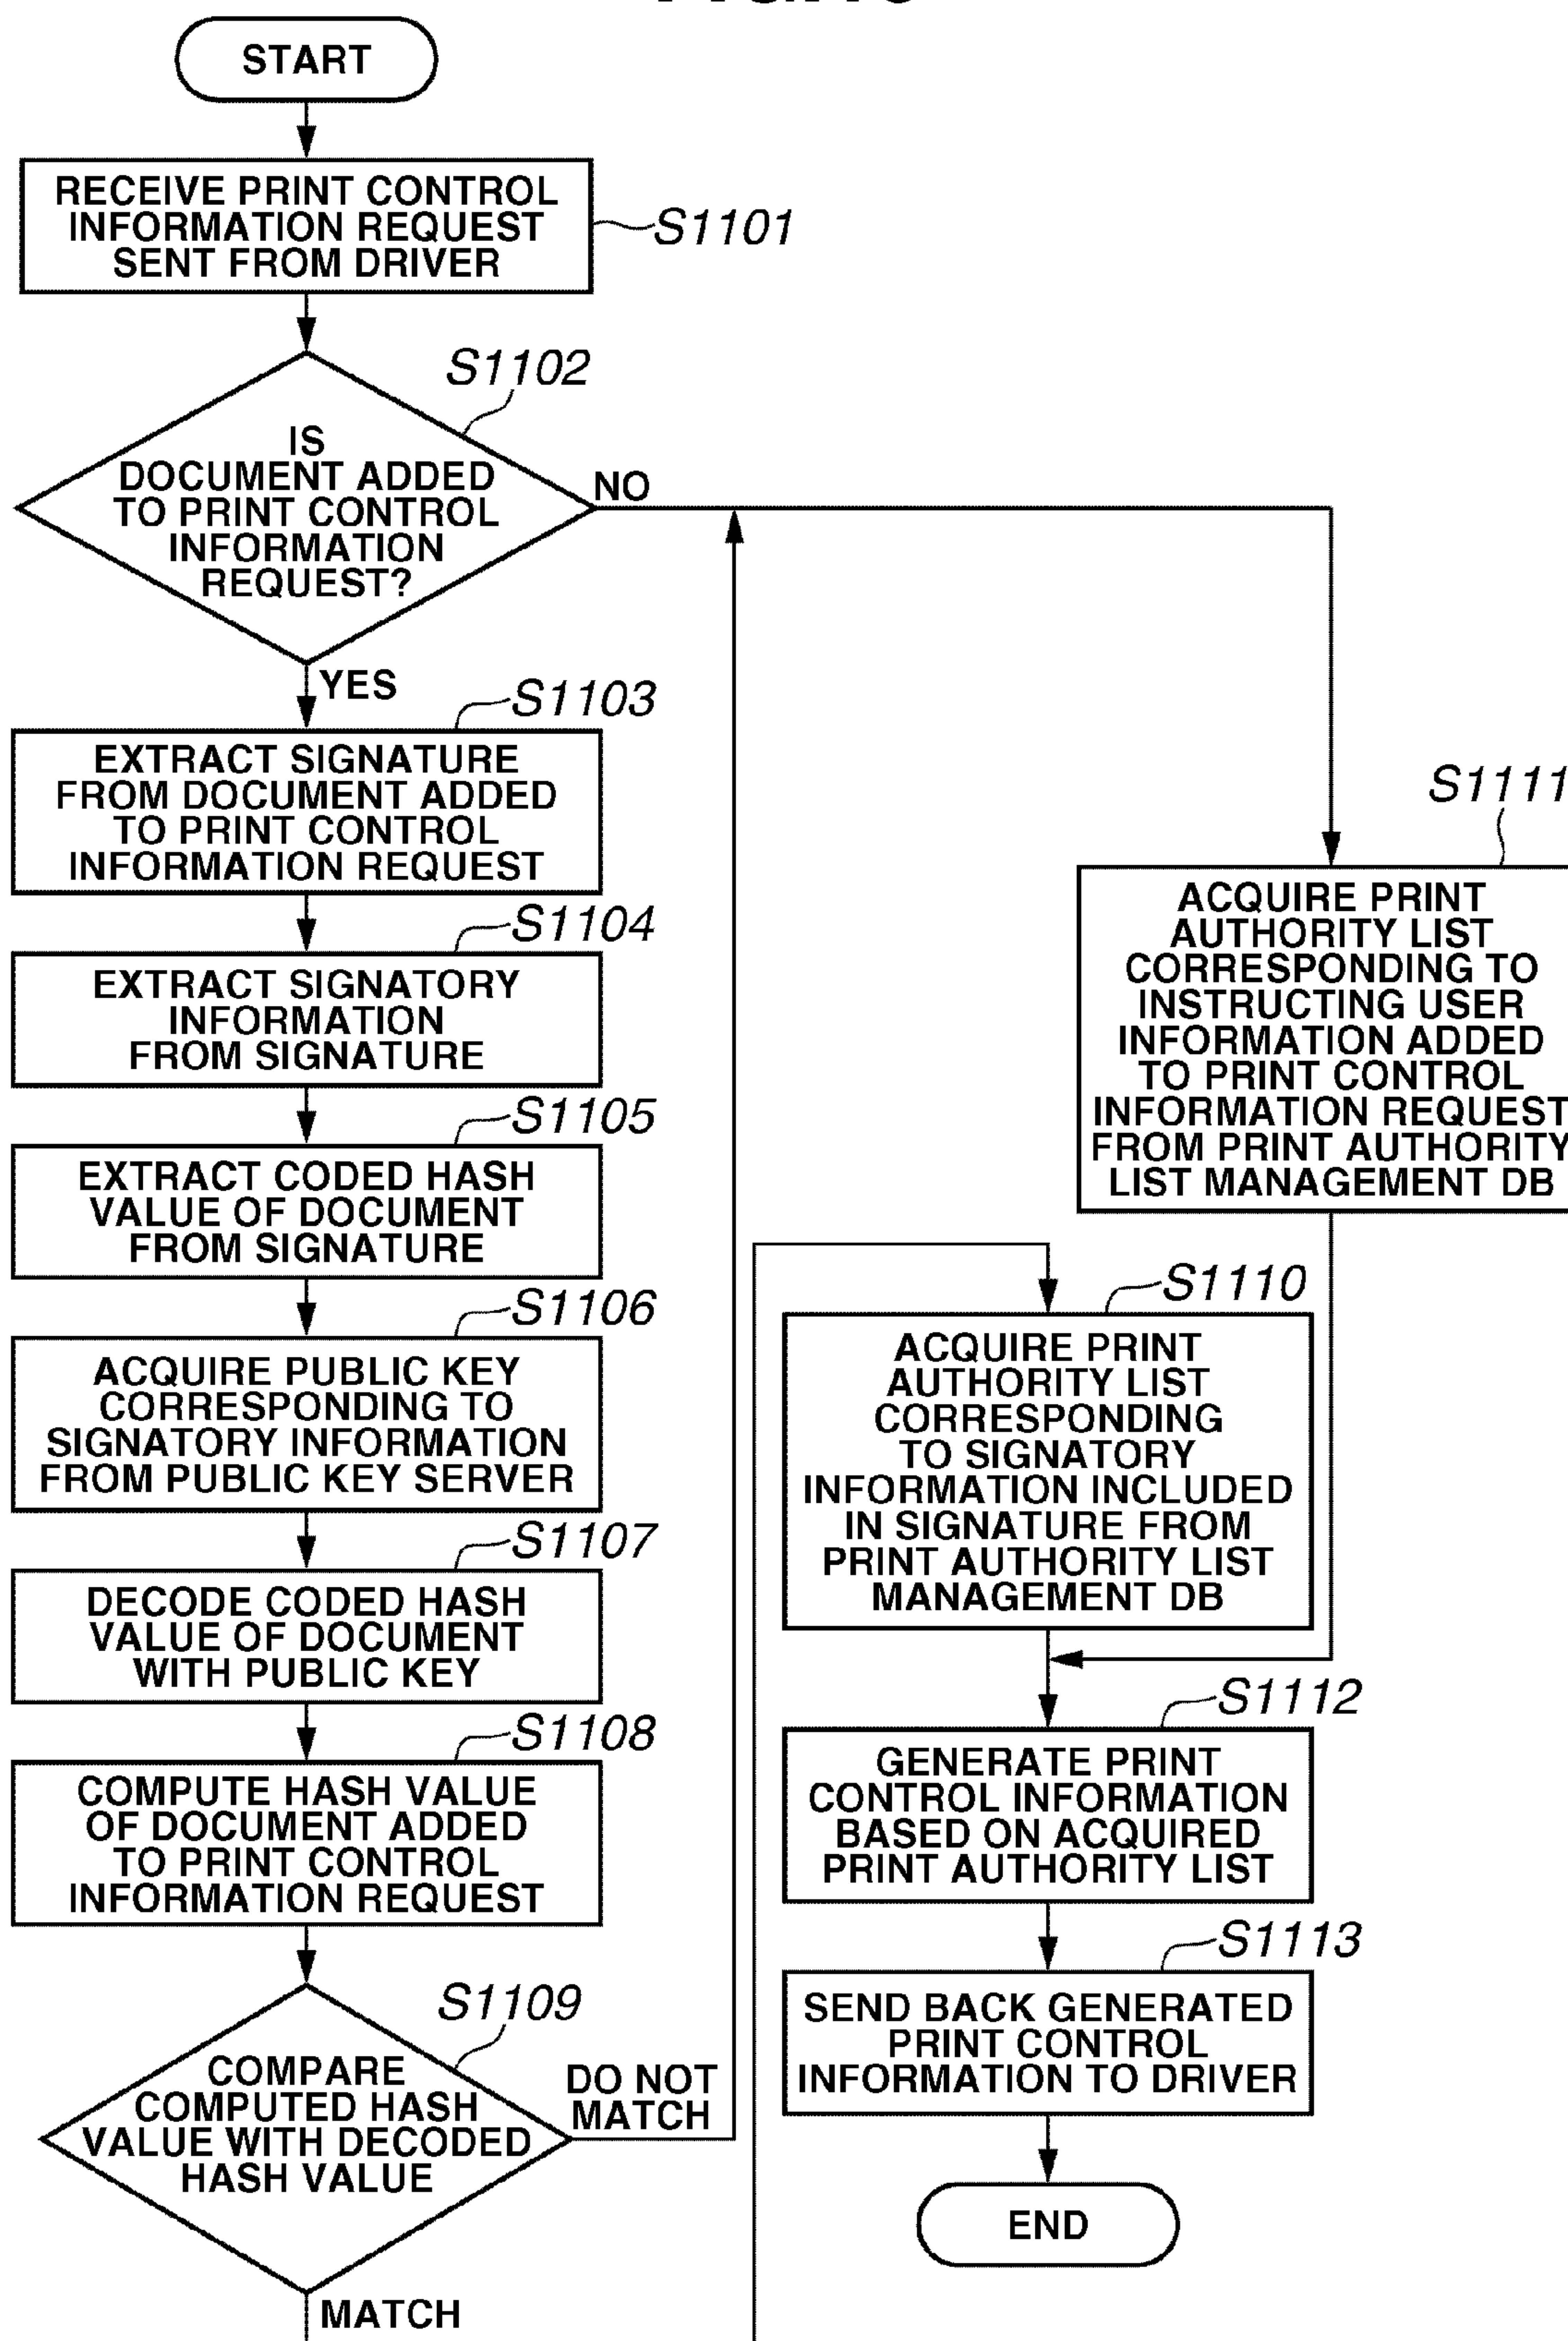 START
RECEIVE PRINT CONTROL
INFORMATION REQUEST
SENT FROM DRIVER
S1101
S1102
IS
DOCUMENT ADDED
TO PRINT CONTROL
INFORMATION
REQUEST?
NO
YES
S1103
EXTRACT SIGNATURE
FROM DOCUMENT ADDED
TO PRINT CONTROL
INFORMATION REQUEST
S1104
EXTRACT SIGNATORY
INFORMATION
FROM SIGNATURE
S1105
EXTRACT CODED HASH
VALUE OF DOCUMENT
FROM SIGNATURE
S1106
ACQUIRE PUBLIC KEY
CORRESPONDING TO
SIGNATORY INFORMATION
FROM PUBLIC KEY SERVER
S1107
DECODE CODED HASH
VALUE OF DOCUMENT
WITH PUBLIC KEY
S1108
COMPUTE HASH VALUE
OF DOCUMENT ADDED
TO PRINT CONTROL
INFORMATION REQUEST
S1109
COMPARE
COMPUTED HASH
VALUE WITH DECODED
HASH VALUE
DO NOT
MATCH
MATCH
S1111
ACQUIRE PRINT
AUTHORITY LIST
CORRESPONDING TO
INSTRUCTING USER
INFORMATION ADDED
TO PRINT CONTROL
INFORMATION REQUEST
FROM PRINT AUTHORITY
LIST MANAGEMENT DB
S1110
ACQUIRE PRINT
AUTHORITY LIST
CORRESPONDING
TO SIGNATORY
INFORMATION INCLUDED
IN SIGNATURE FROM
PRINT AUTHORITY LIST
MANAGEMENT DB
S1112
GENERATE PRINT
CONTROL INFORMATION
BASED ON ACQUIRED
PRINT AUTHORITY LIST
S1113
SEND BACK GENERATED
PRINT CONTROL
INFORMATION TO DRIVER
END